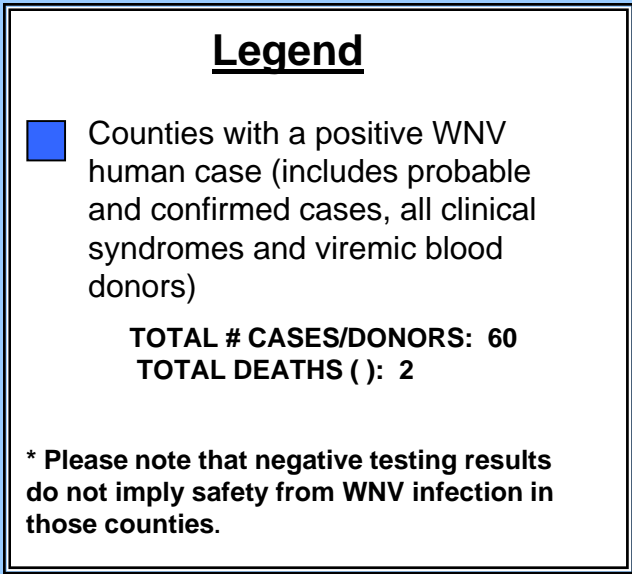 Legend
Counties with a positive WNV
human case (includes probable
and confirmed cases, all clinical
syndromes and viremic blood
donors)
TOTAL # CASES/DONORS: 60
TOTAL DEATHS ( ): 2
* Please note that negative testing results
do not imply safety from WNV infection in
those counties.